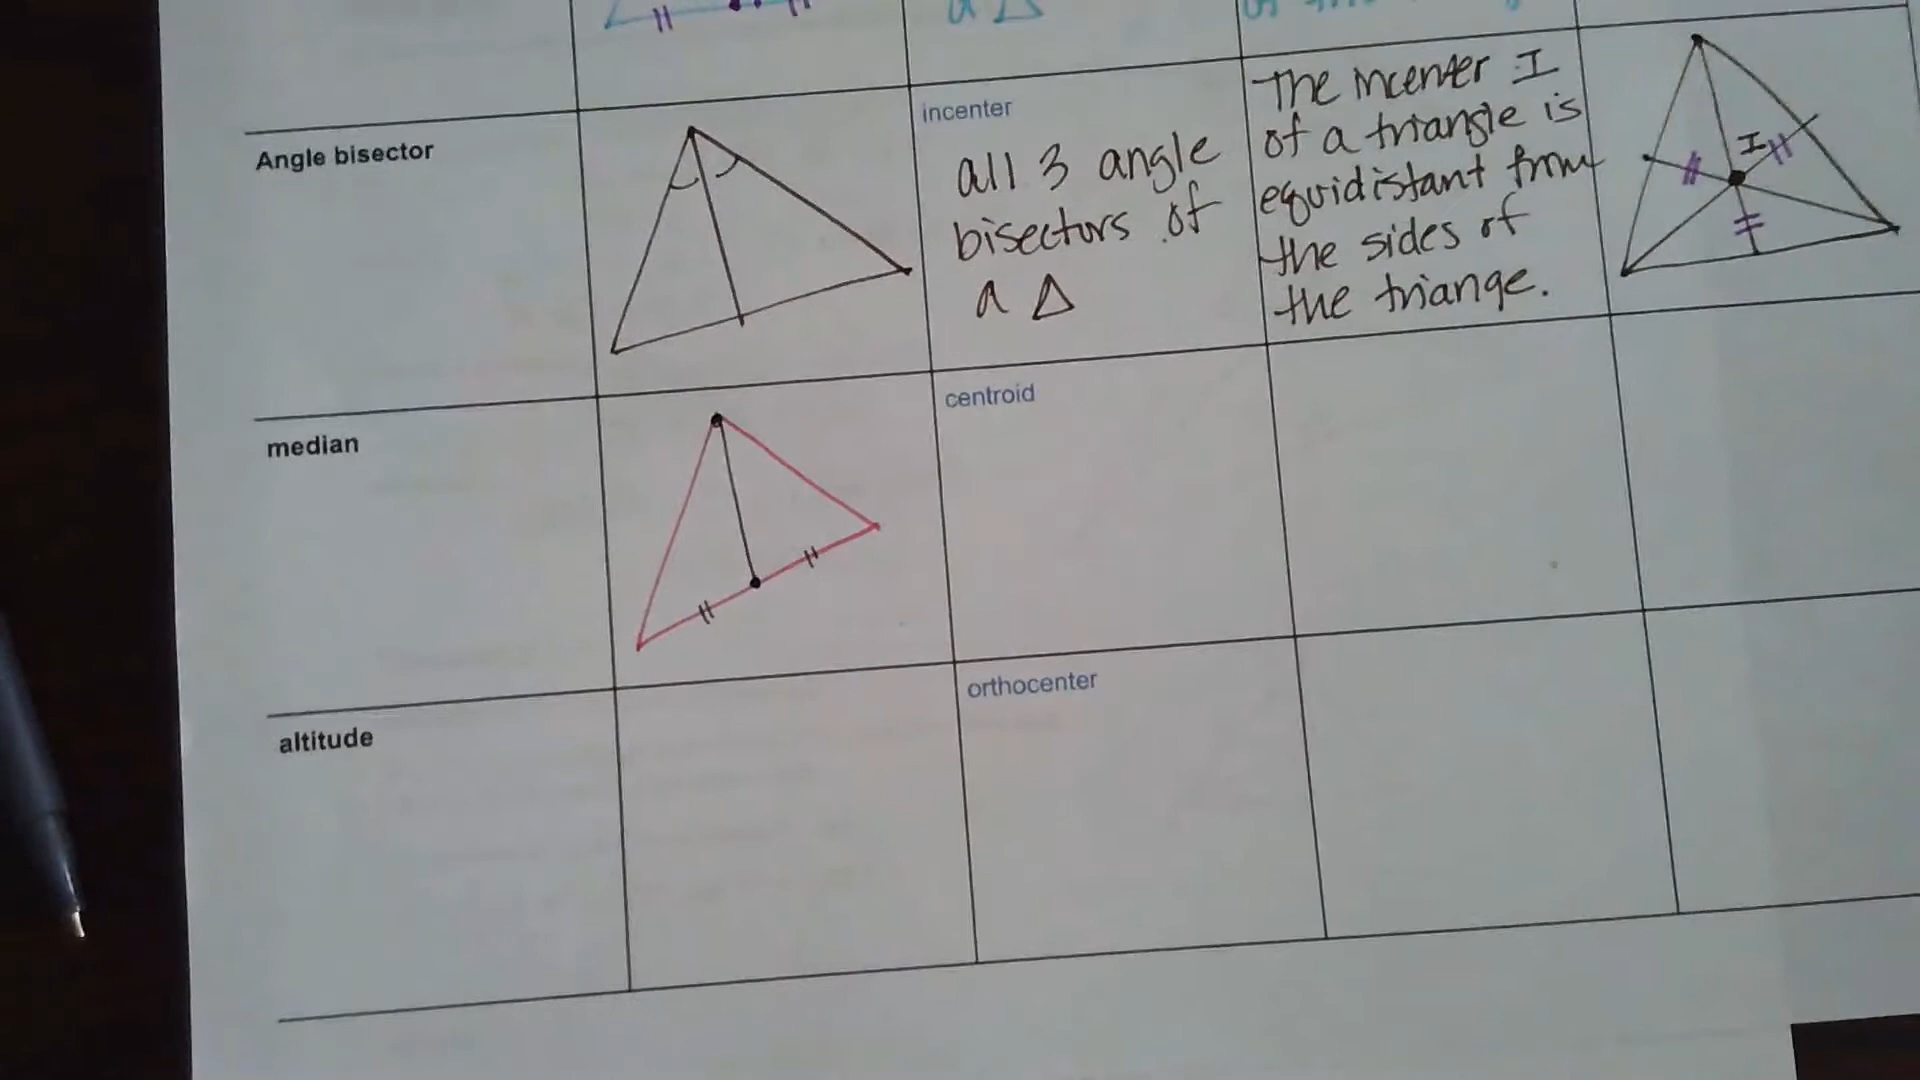 a △
Angle bisector
incenter
all 3 angle
bisectors of
a △
The incenter I
of a triangle is
equidistant from
the sides of
the triange.
I
median
centroid
altitude
orthocenter